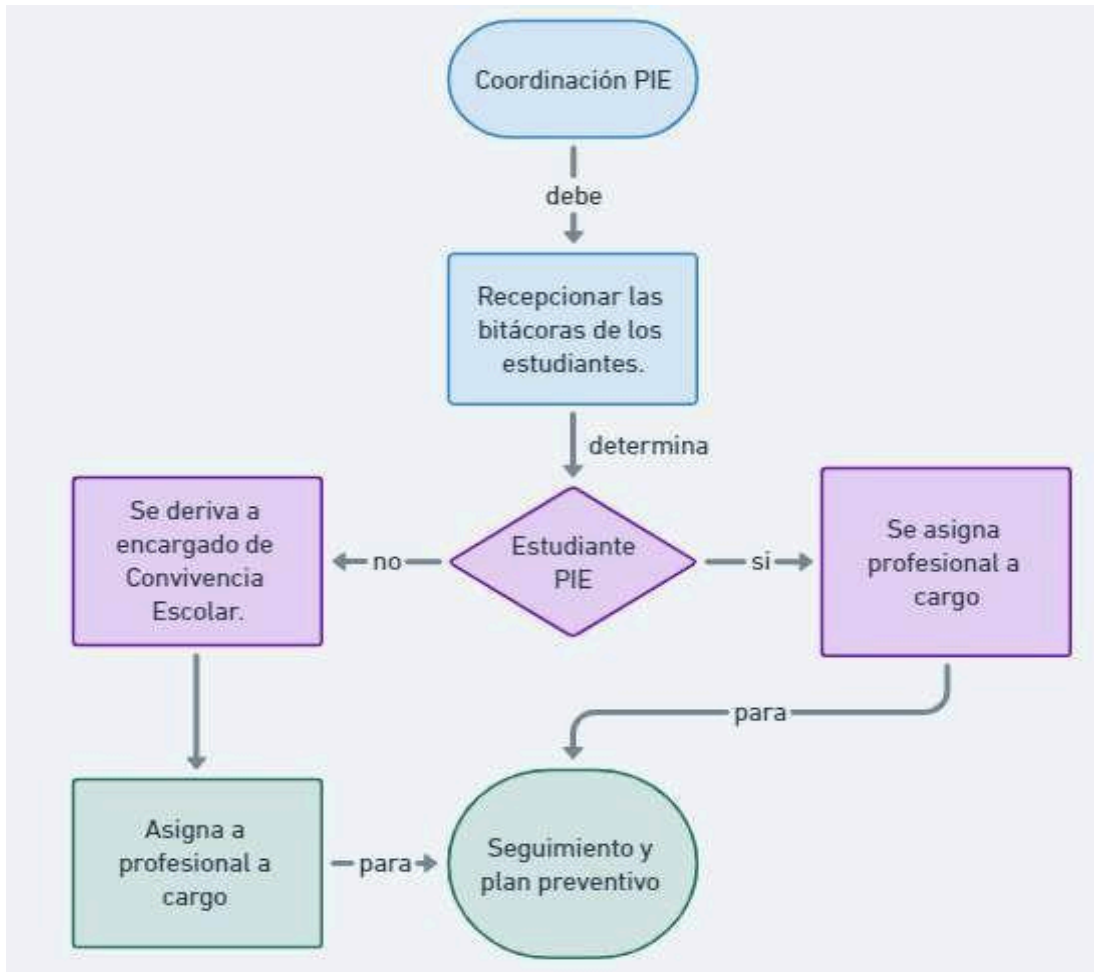 Coordinación PIE
debe
Recepcionar las
bitácoras de los
estudiantes.
determina
Se deriva a
encargado de
Convivencia
Escolar.
no
Estudiante
PIE
si
Se asigna
profesional a
cargo
para
Asigna a
profesional a
cargo
para
Seguimiento y
plan preventivo